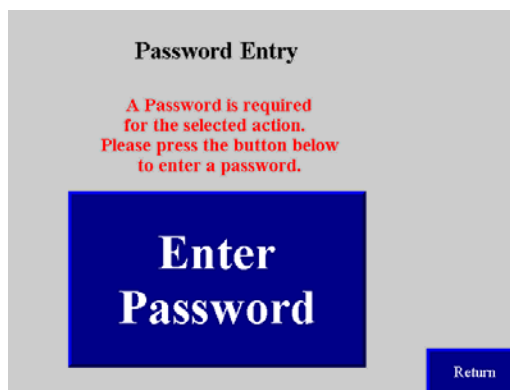 Password Entry
A Password is required
for the selected action.
Please press the button below
to enter a password.
Enter
Password
Return